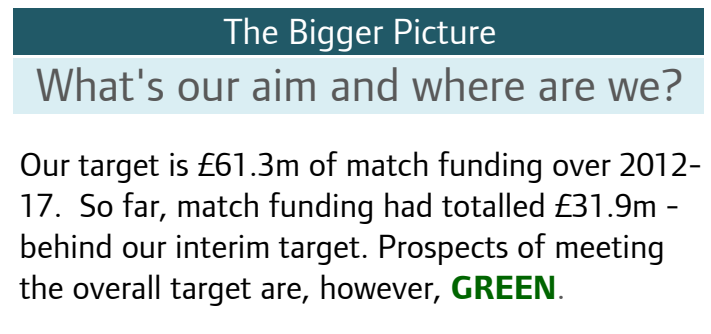 The Bigger Picture
What's our aim and where are we?
Our target is £61.3m of match funding over 2012-
17.  So far, match funding had totalled £31.9m -
behind our interim target. Prospects of meeting
the overall target are, however, GREEN.